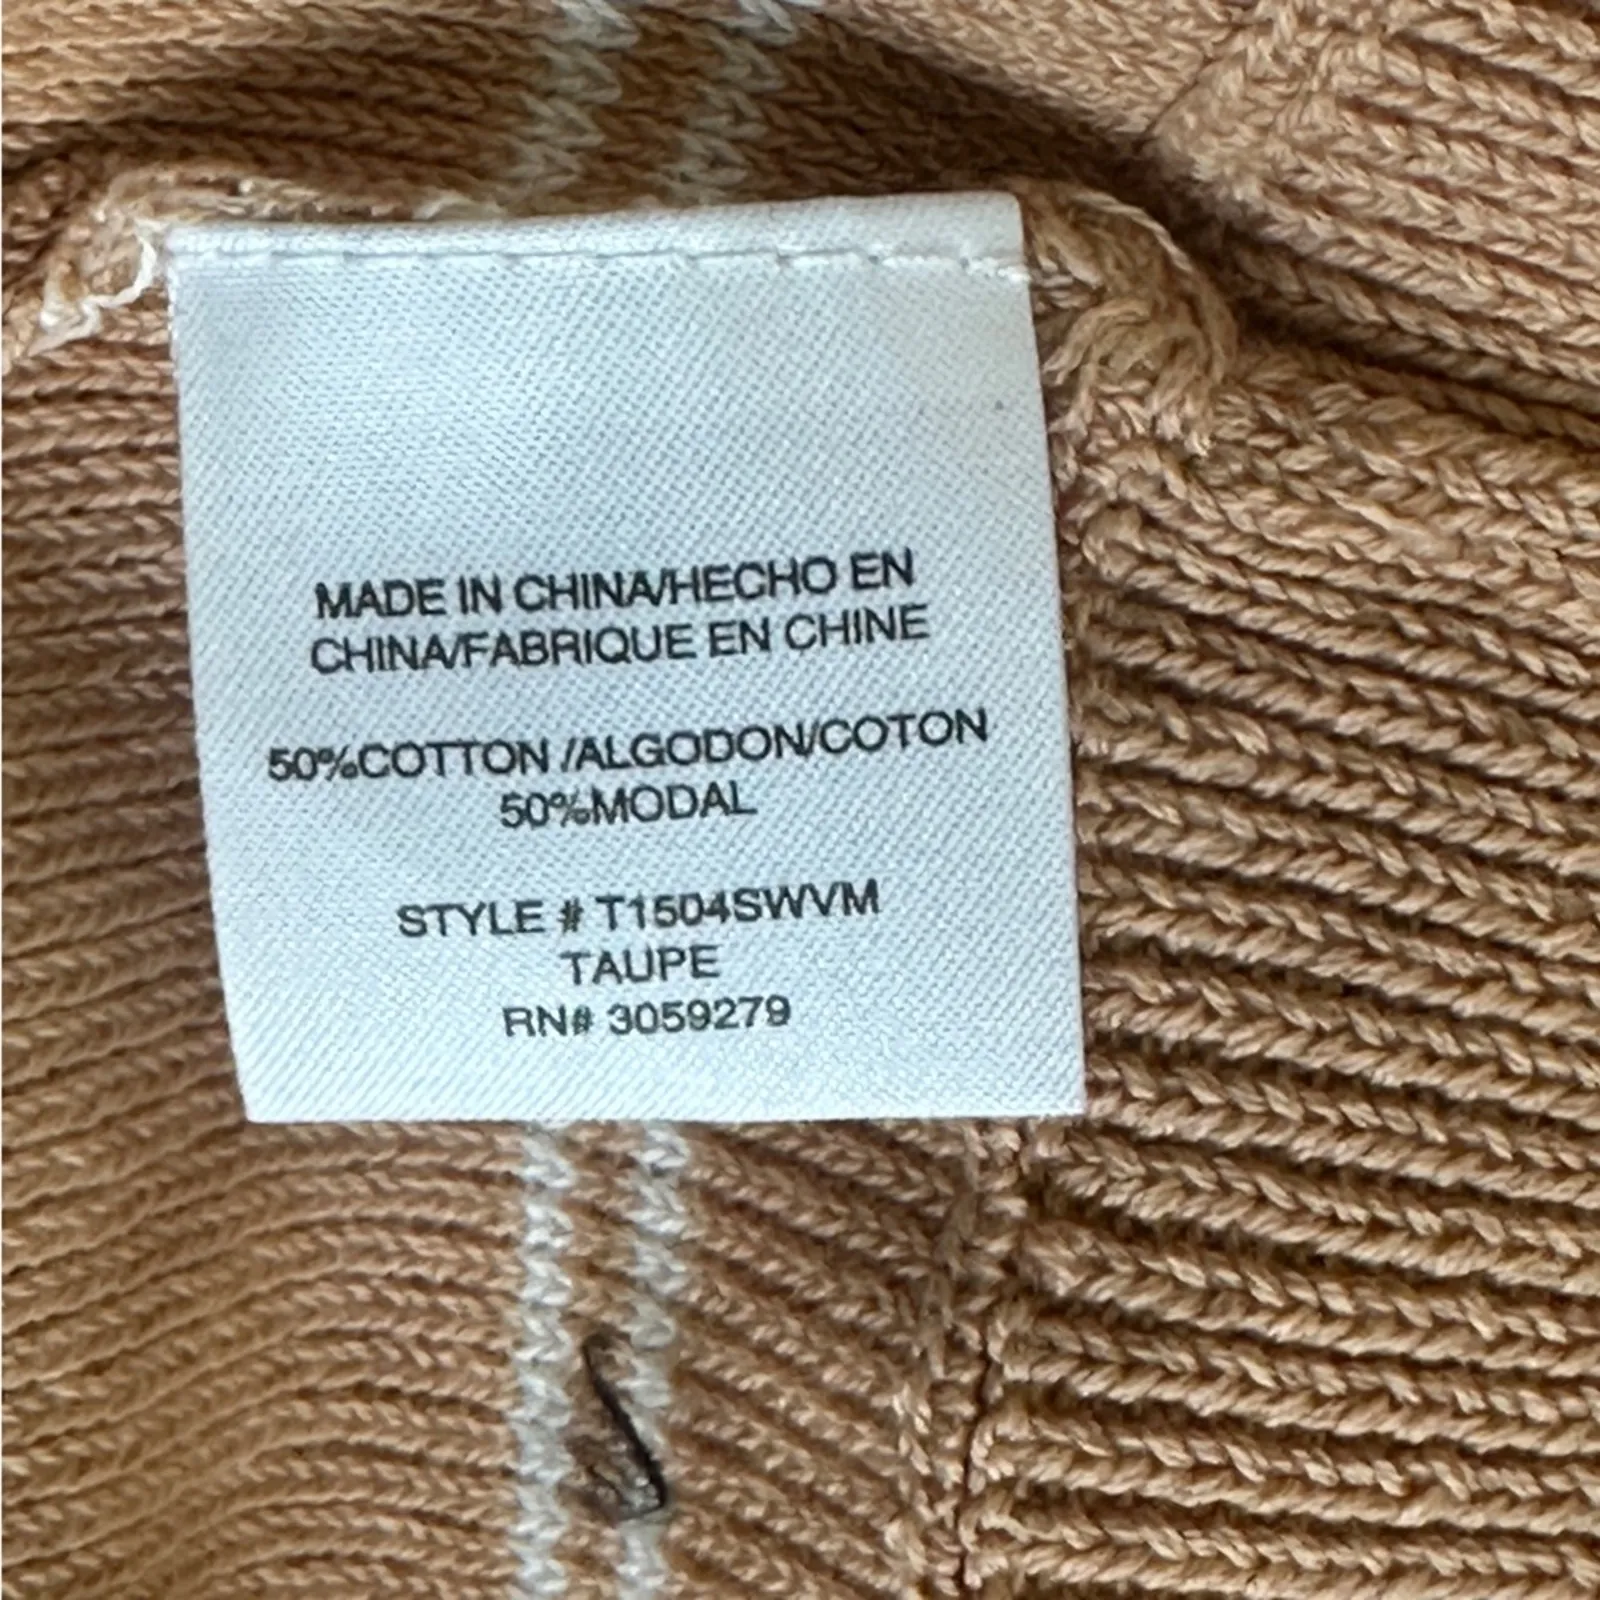 MADE IN CHINA/HECHO EN
CHINA/FABRIQUE EN CHINE
50%COTTON /ALGODON/COTON
50%MODAL
STYLE # T1504SWVM
TAUPE
RN# 3059279